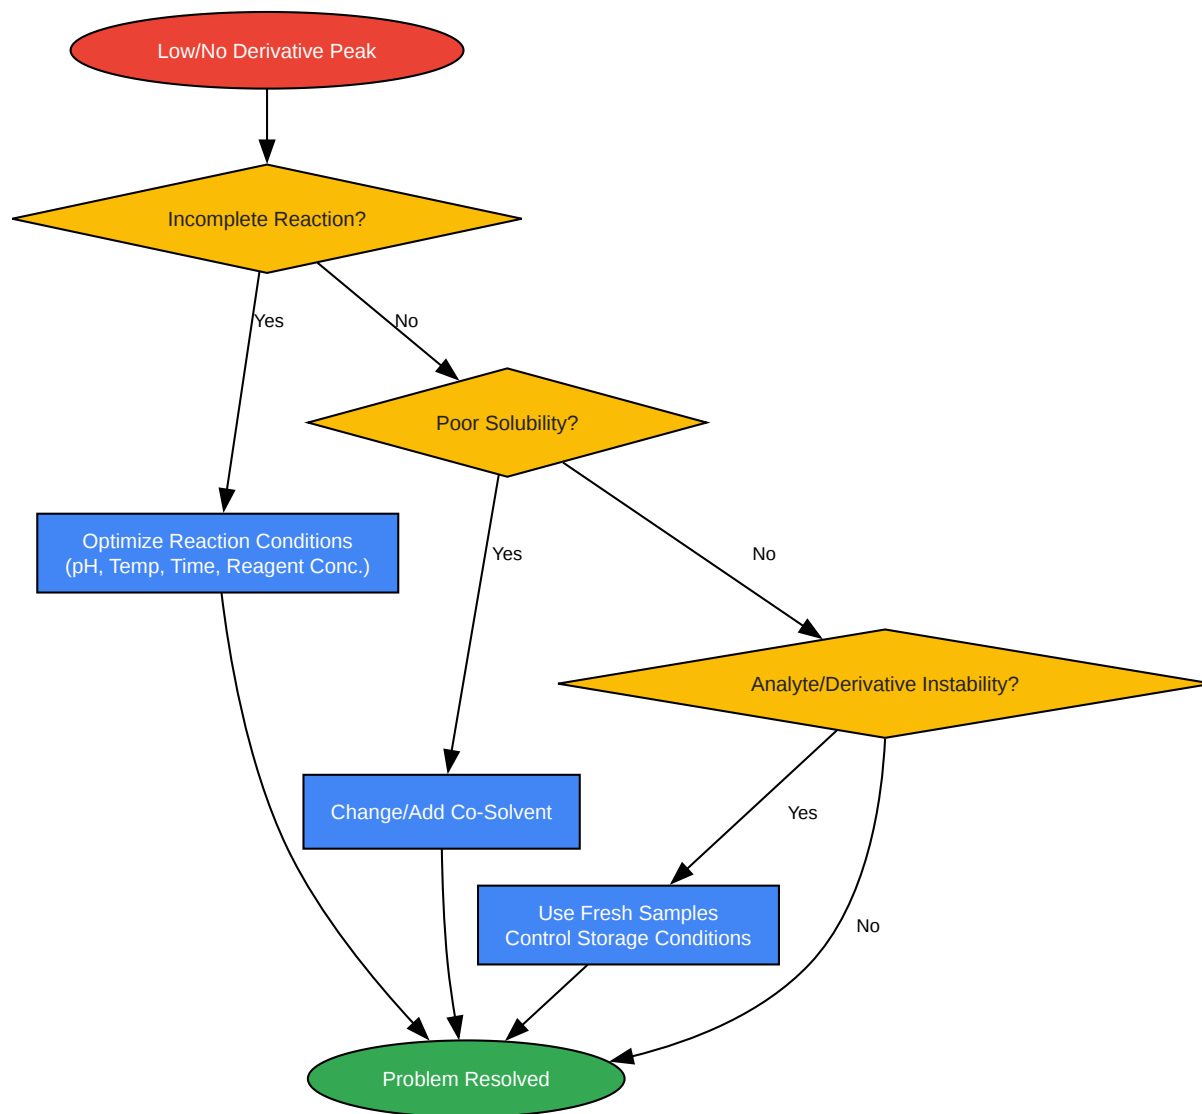 Low/No Derivative Peak
Incomplete Reaction?
Yes
No
Poor Solubility?
Optimize Reaction Conditions
(pH, Temp, Time, Reagent Conc.)
Yes
No
Analyte/Derivative Instability?
Change/Add Co-Solvent
Yes
Use Fresh Samples
Control Storage Conditions
No
Problem Resolved